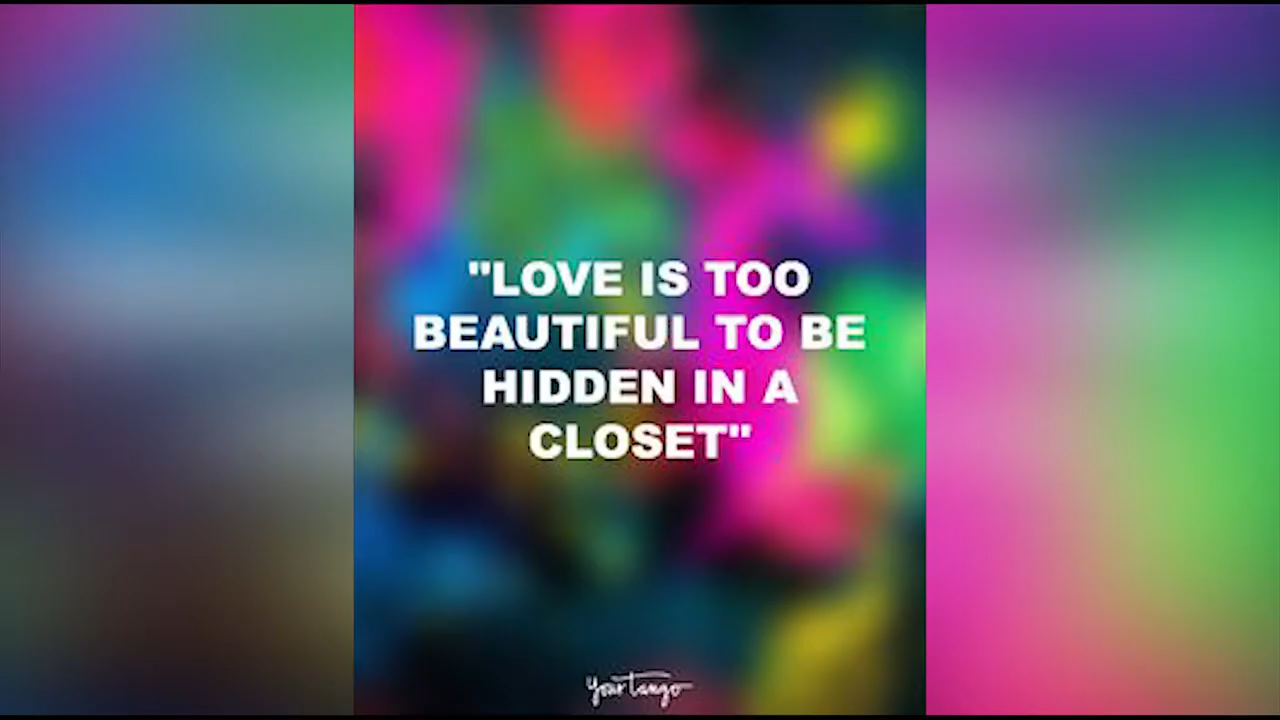 "LOVE IS TOO
BEAUTIFUL TO BE
HIDDEN IN A
CLOSET"
YourTango